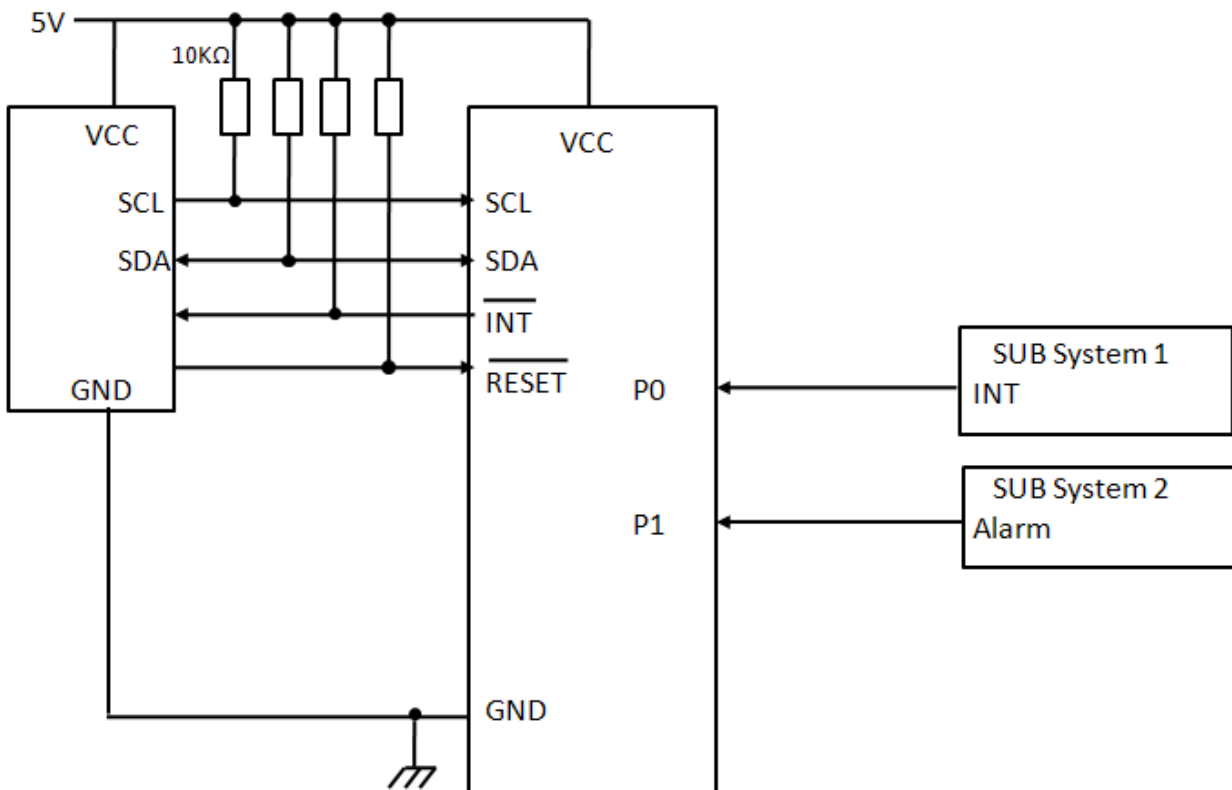 5V
10KΩ
VCC
SCL
SDA
GND
VCC
SCL
SDA
INT
RESET
P0
P1
GND
SUB System 1
INT
SUB System 2
Alarm